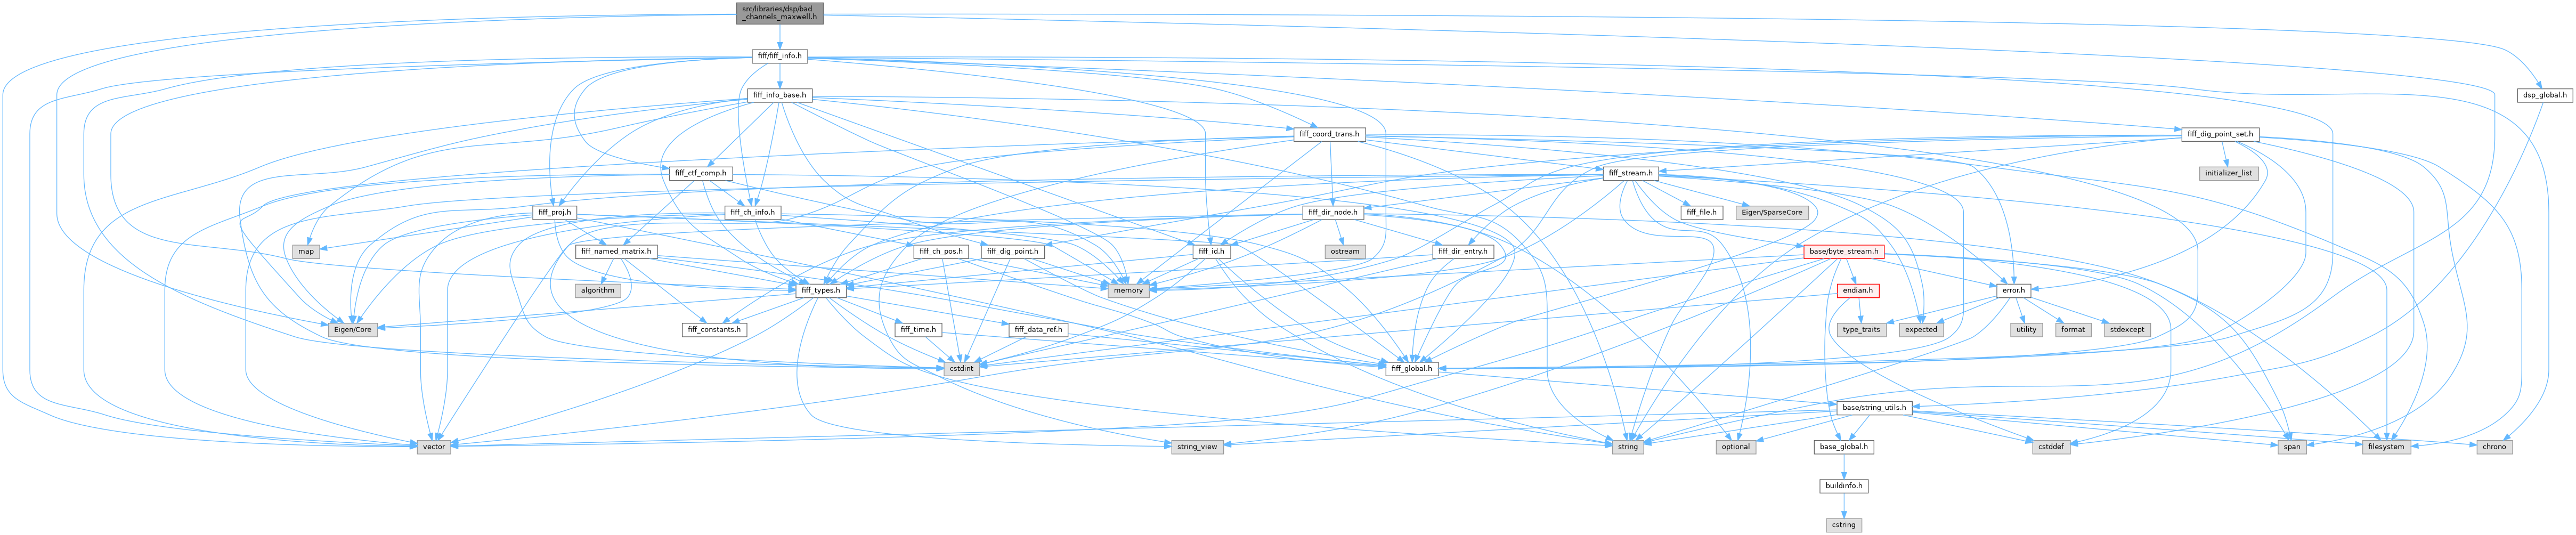 src/libraries/dsp/bad
_channels_maxwell.h
fiff/fiff_info.h
fiff_info_base.h
dsp_global.h
fiff_coord_trans.h
fiff_dig_point_set.h
fiff_ctf_comp.h
fiff_stream.h
initializer_list
fiff_proj.h
fiff_ch_info.h
fiff_dir_node.h
fiff_file.h
Eigen/SparseCore
map
fiff_named_matrix.h
fiff_ch_pos.h
fiff_dig_point.h
fiff_id.h
ostream
fiff_dir_entry.h
base/byte_stream.h
algorithm
fiff_types.h
memory
endian.h
error.h
Eigen/Core
fiff_constants.h
fiff_time.h
fiff_data_ref.h
type_traits
expected
utility
format
stdexcept
cstdint
fiff_global.h
base/string_utils.h
vector
string_view
string
optional
base_global.h
cstddef
span
filesystem
chrono
buildinfo.h
cstring